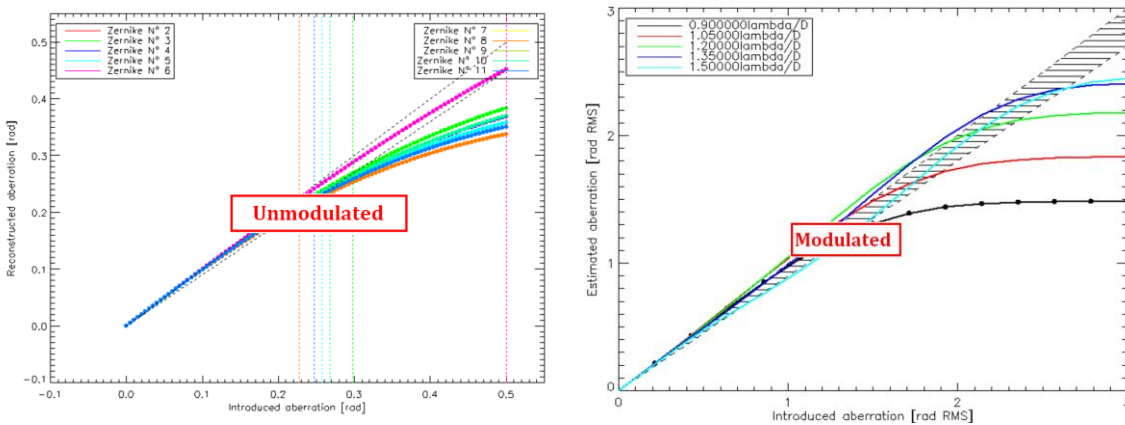 Zernike N° 2
Zernike N° 3
Zernike N° 4
Zernike N° 5
Zernike N° 6
Zernike N° 7
Zernike N° 8
Zernike N° 9
Zernike N° 10
Zernike N° 11
0.5
0.4
0.3
0.2
0.1
0.0
-0.1
Reconstructed aberration [rad]
Unmodulated
-0.1 0.0 0.1 0.2 0.3 0.4 0.5
Introduced aberration [rad]
0.900000lambda/D
1.05000lambda/D
1.20000lambda/D
1.35000lambda/D
1.50000lambda/D
3
2
1
0
Estimated aberration [rad RMS]
Modulated
0 1 2 3
Introduced aberration [rad RMS]